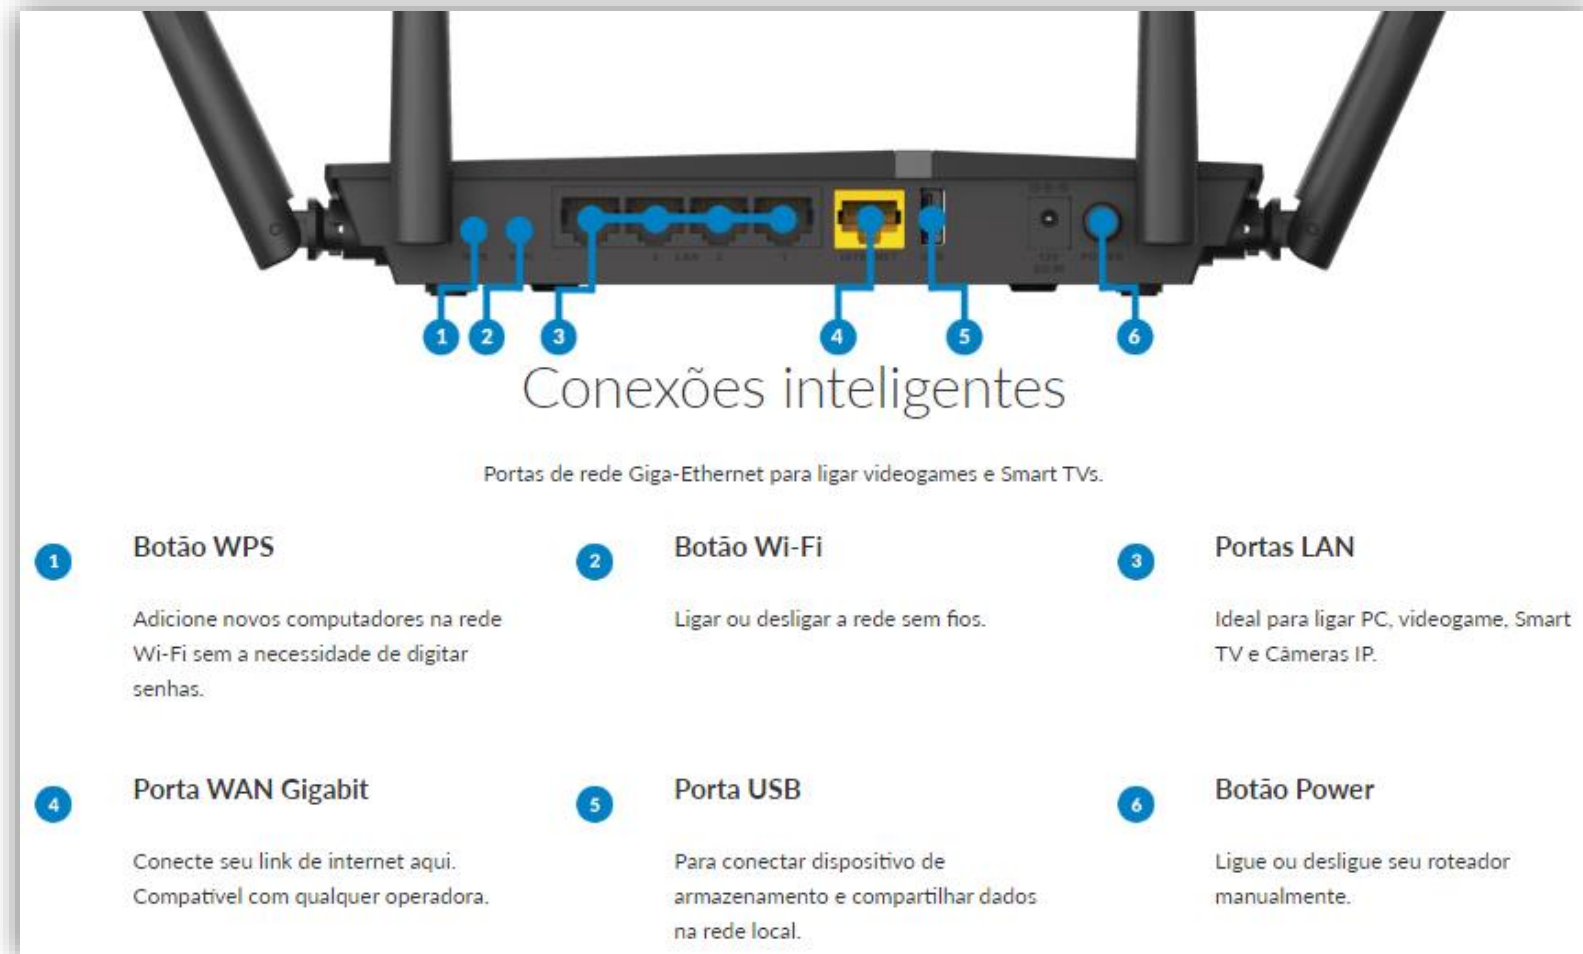 INTERNET
POWER
1
2
3
4
5
6
Conexões inteligentes
Portas de rede Giga-Ethernet para ligar videogames e Smart TVs.
1
Botão WPS
Adicione novos computadores na rede
Wi-Fi sem a necessidade de digitar
senhas.
2
Botão Wi-Fi
Ligar ou desligar a rede sem fios.
3
Portas LAN
Ideal para ligar PC, videogame, Smart
TV e Câmeras IP.
4
Porta WAN Gigabit
Conecte seu link de internet aqui.
Compatível com qualquer operadora.
5
Porta USB
Para conectar dispositivo de
armazenamento e compartilhar dados
na rede local.
6
Botão Power
Ligue ou desligue seu roteador
manualmente.